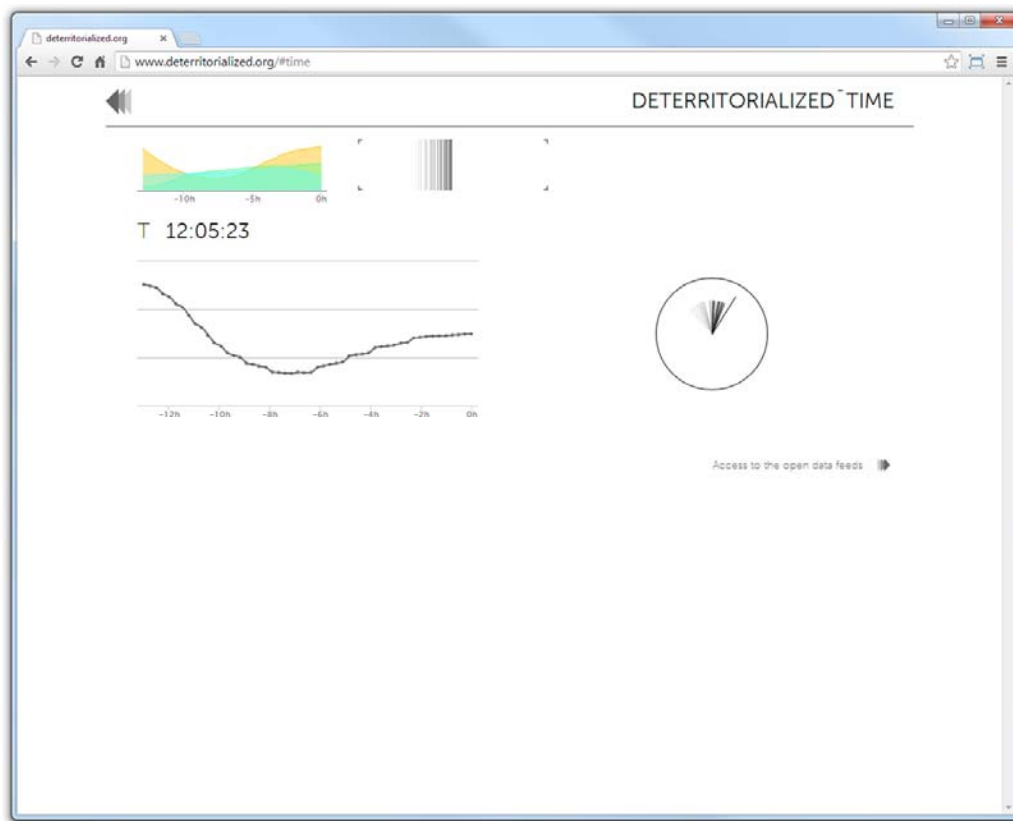 deterritorialized.org
www.deterritorialized.org/#time
DETERRITORIALIZED¯TIME
-10h -5h 0h
T 12:05:23
-12h -10h -8h -6h -4h -2h 0h
Access to the open data feeds